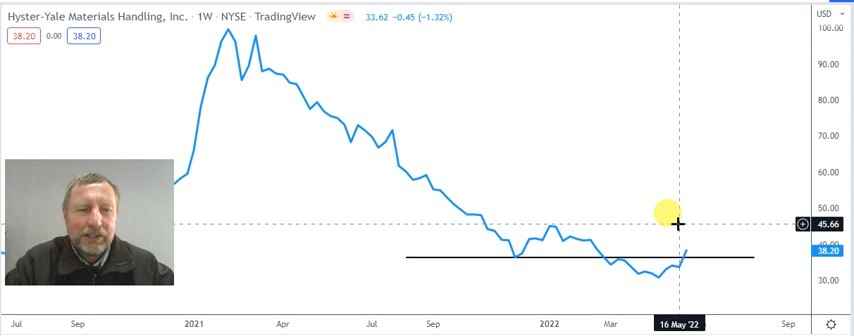 Hyster-Yale Materials Handling, Inc. · 1W · NYSE · TradingView 33.62 −0.45 (−1.32%)
USD
38.20 0.00 38.20
100.00
90.00
80.00
70.00
60.00
50.00
45.66
40.00
38.20
30.00
Jul Sep 2021 Apr Jul Sep 2022 Mar 16 May '22 Sep